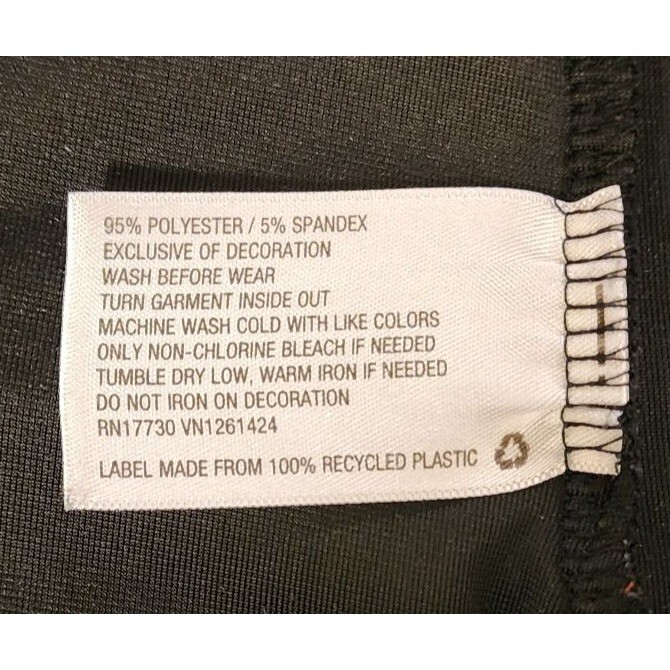 95% POLYESTER / 5% SPANDEX
EXCLUSIVE OF DECORATION
WASH BEFORE WEAR
TURN GARMENT INSIDE OUT
MACHINE WASH COLD WITH LIKE COLORS
ONLY NON-CHLORINE BLEACH IF NEEDED
TUMBLE DRY LOW, WARM IRON IF NEEDED
DO NOT IRON ON DECORATION
RN17730 VN1261424
LABEL MADE FROM 100% RECYCLED PLASTIC